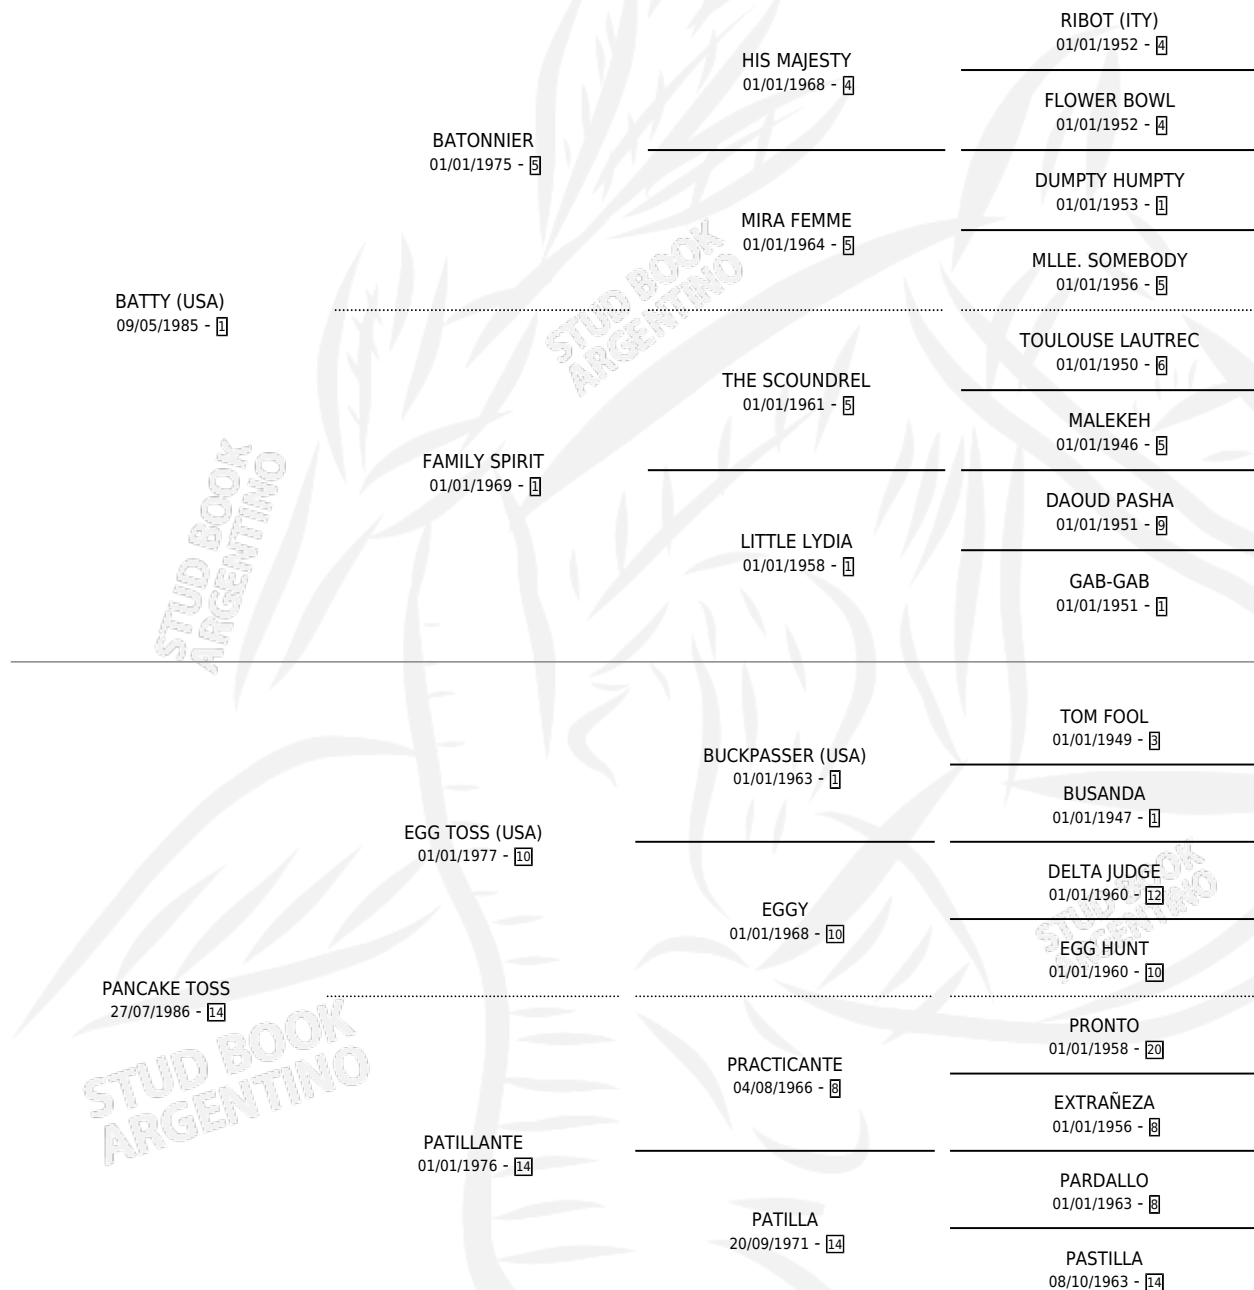 BATTY (USA)
09/05/1985 - 1
BATONNIER
01/01/1975 - 5
HIS MAJESTY
01/01/1968 - 4
RIBOT (ITY)
01/01/1952 - 4
FLOWER BOWL
01/01/1952 - 4
MIRA FEMME
01/01/1964 - 5
DUMPTY HUMPTY
01/01/1953 - 1
MLLE. SOMEBODY
01/01/1956 - 5
FAMILY SPIRIT
01/01/1969 - 1
THE SCOUNDREL
01/01/1961 - 5
TOULOUSE LAUTREC
01/01/1950 - 6
MALEKEH
01/01/1946 - 5
LITTLE LYDIA
01/01/1958 - 1
DAOUD PASHA
01/01/1951 - 9
GAB-GAB
01/01/1951 - 1
PANCAKE TOSS
27/07/1986 - 14
EGG TOSS (USA)
01/01/1977 - 10
BUCKPASSER (USA)
01/01/1963 - 1
TOM FOOL
01/01/1949 - 3
BUSANDA
01/01/1947 - 1
EGGY
01/01/1968 - 10
DELTA JUDGE
01/01/1960 - 12
EGG HUNT
01/01/1960 - 10
PATILLANTE
01/01/1976 - 14
PRACTICANTE
04/08/1966 - 8
PRONTO
01/01/1958 - 20
EXTRAÑEZA
01/01/1956 - 8
PATILLA
20/09/1971 - 14
PARDALLO
01/01/1963 - 8
PASTILLA
08/10/1963 - 14
STUD BOOK
ARGENTINO
STUD BOOK
ARGENTINO
STUD BOOK
ARGENTINO
STUD BOOK
ARGENTINO